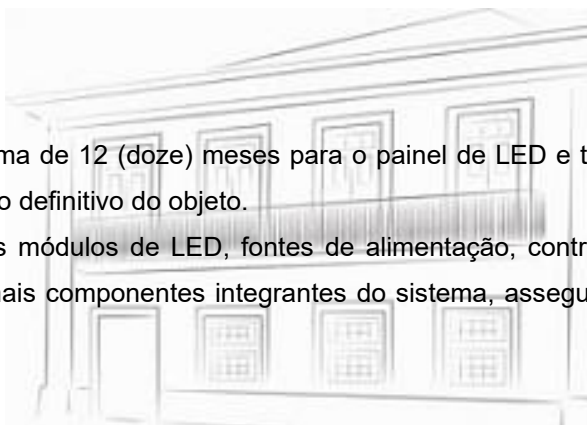 ma de 12 (doze) meses para o painel de LED e t
o definitivo do objeto.
s módulos de LED, fontes de alimentação, contr
nais componentes integrantes do sistema, assegu